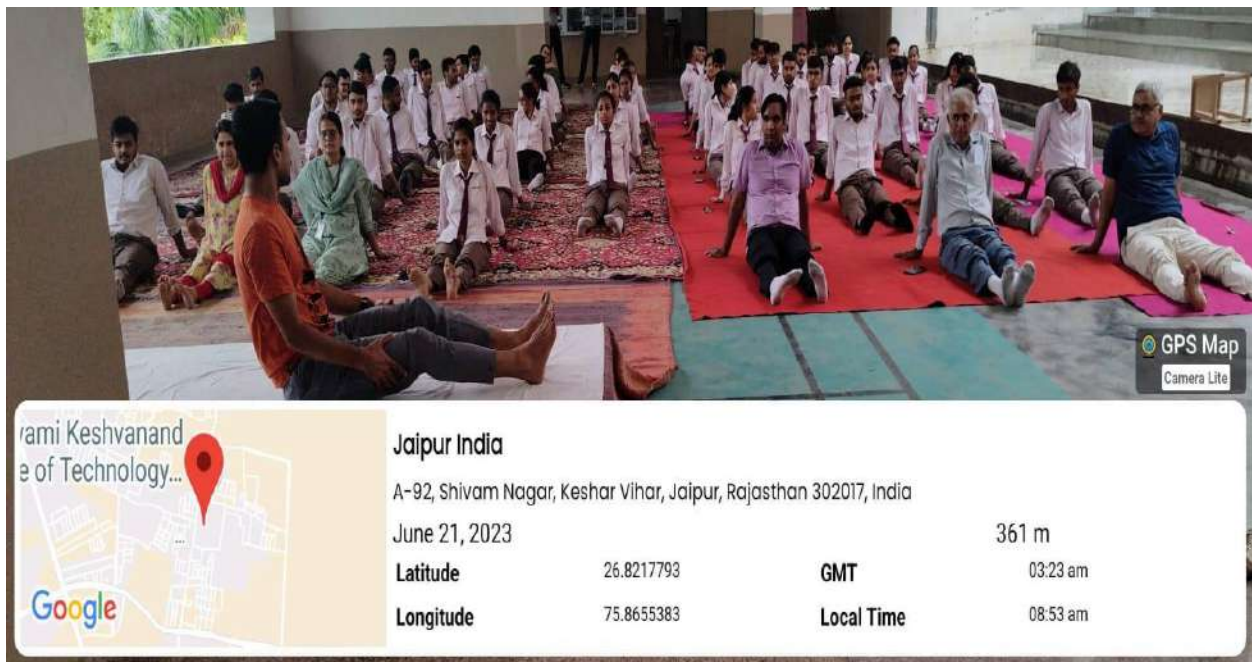 GPS Map
Camera Lite
vami Keshvanand
e of Technology...
Google
Jaipur India
A-92, Shivam Nagar, Keshar Vihar, Jaipur, Rajasthan 302017, India
June 21, 2023 361 m
Latitude 26.8217793 GMT 03:23 am
Longitude 75.8655383 Local Time 08:53 am